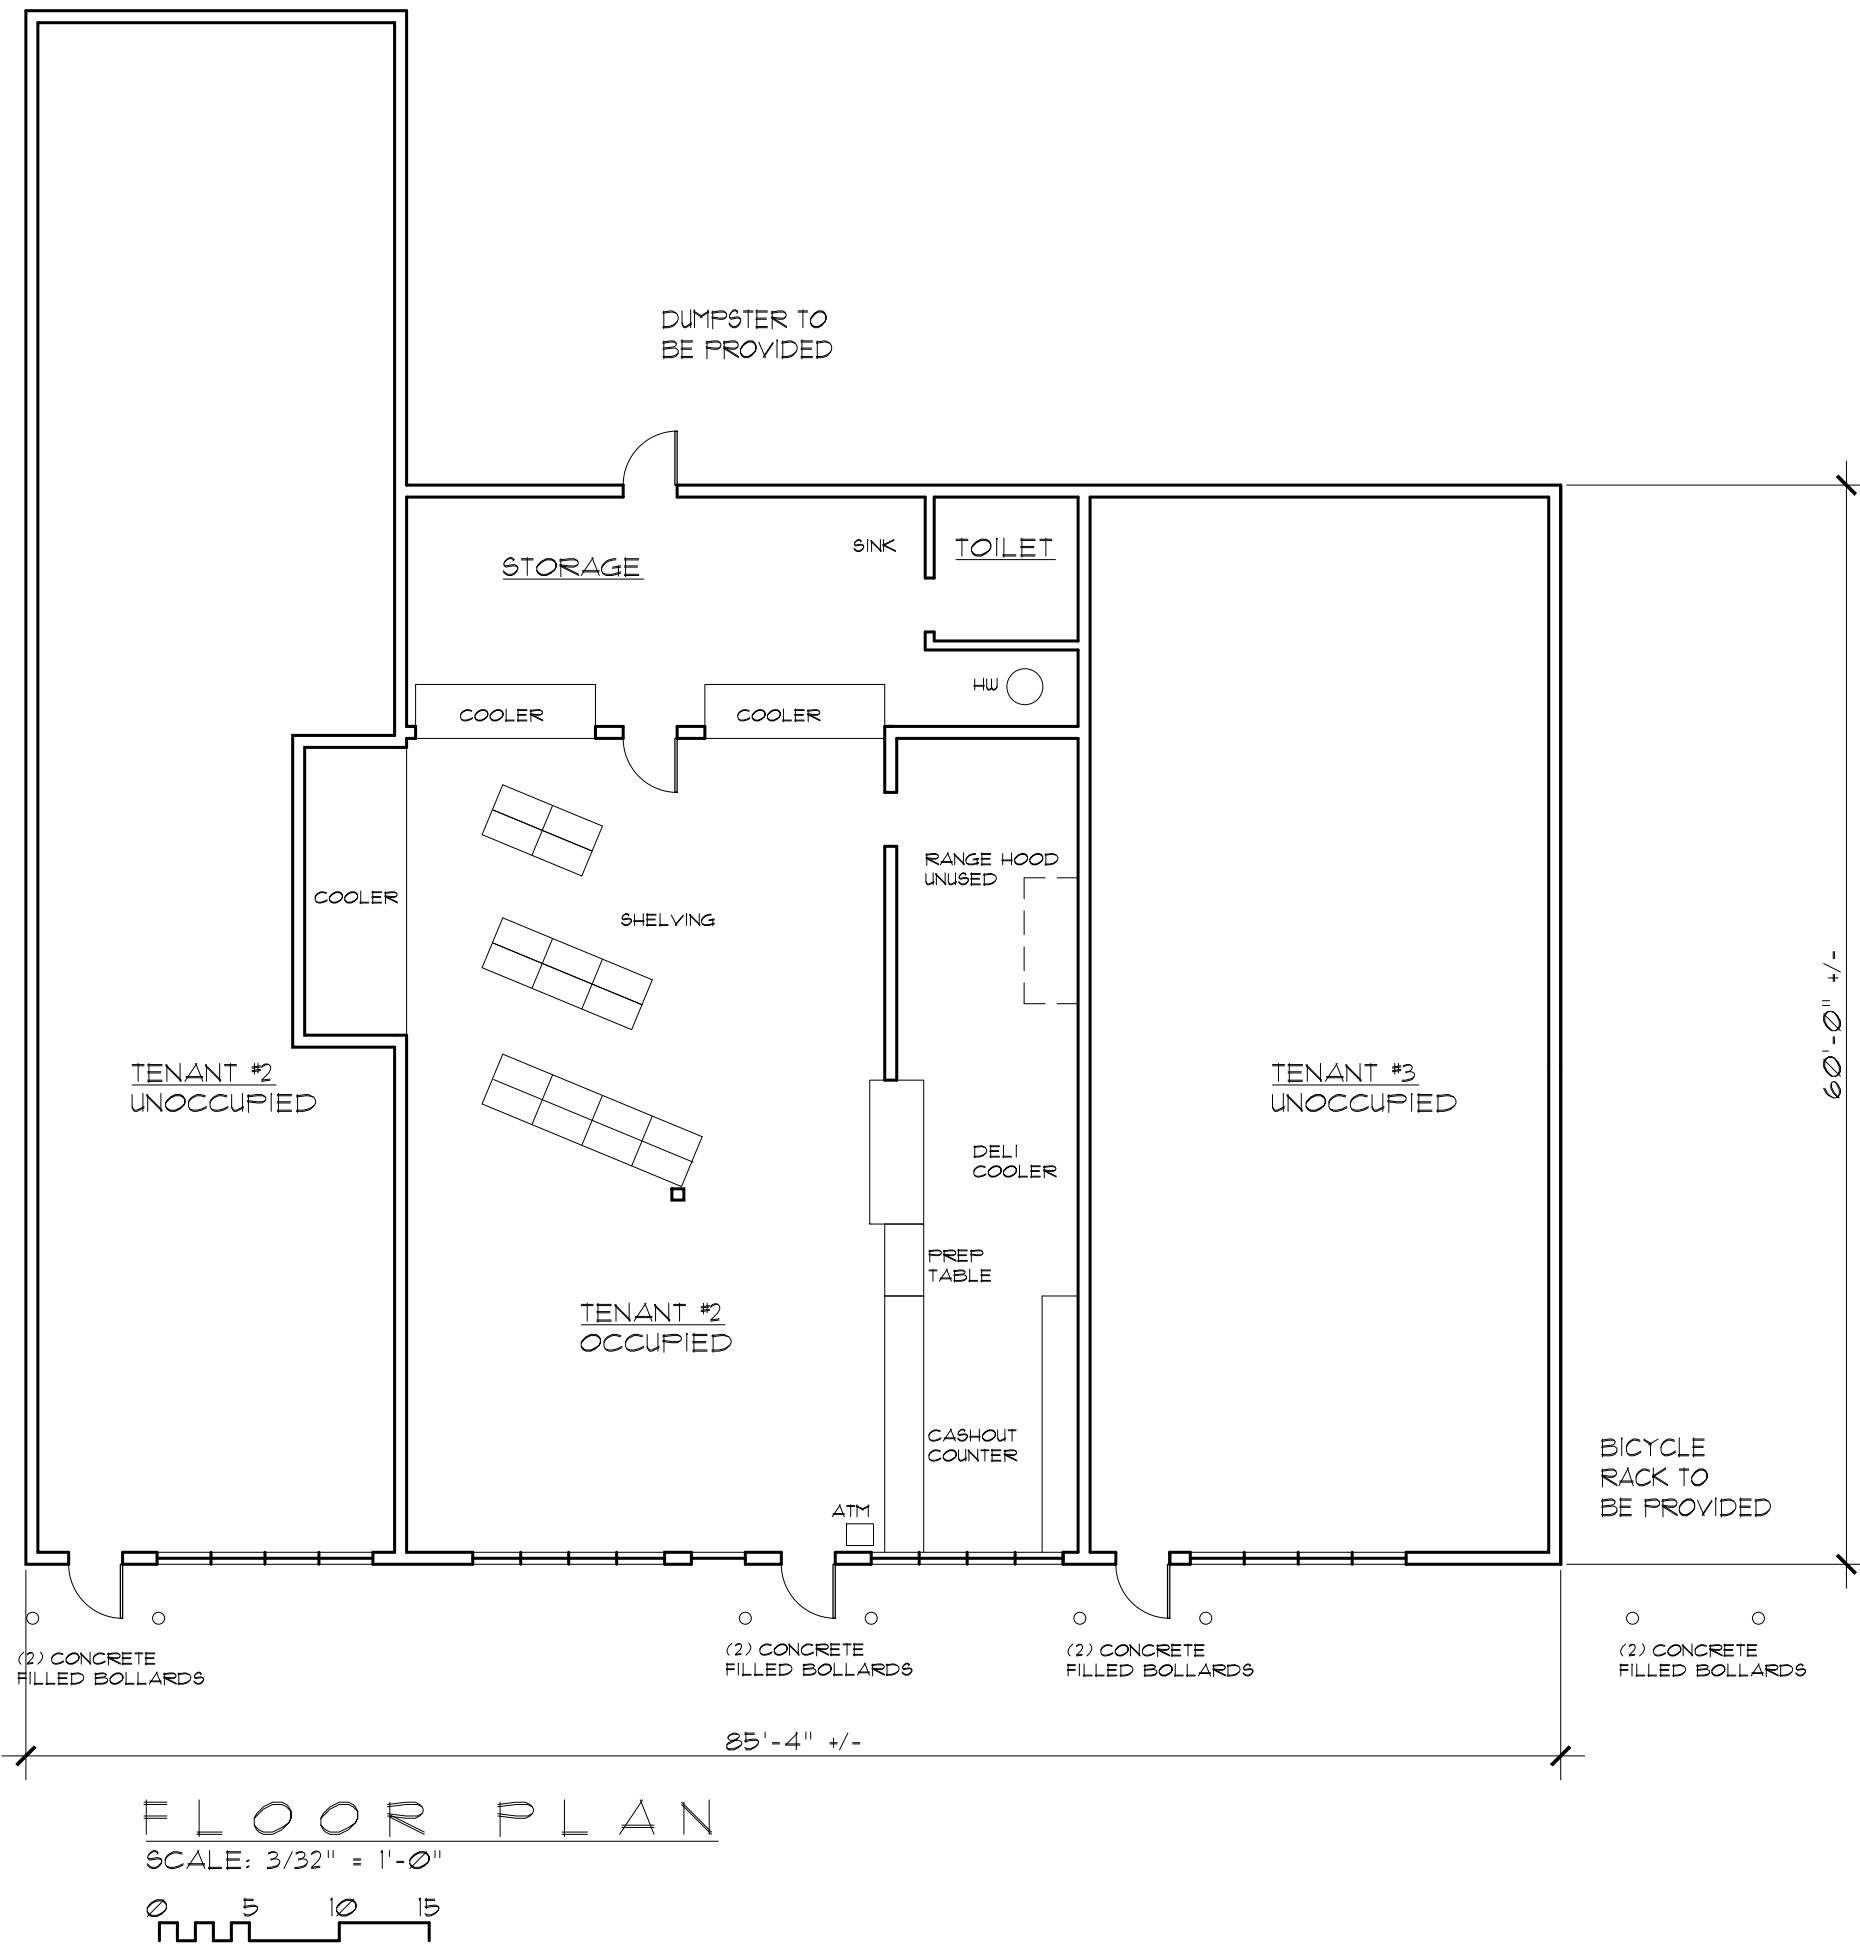 DUMPSTER TO
BE PROVIDED
STORAGE
SINK
TOILET
HW
COOLER
COOLER
RANGE HOOD
UNUSED
COOLER
SHELVING
TENANT #2
UNOCCUPIED
TENANT #3
UNOCCUPIED
60'-0" +/-
DELI
COOLER
PREP
TABLE
TENANT #2
OCCUPIED
CASHOUT
COUNTER
BICYCLE
RACK TO
BE PROVIDED
ATM
(2) CONCRETE
FILLED BOLLARDS
(2) CONCRETE
FILLED BOLLARDS
(2) CONCRETE
FILLED BOLLARDS
(2) CONCRETE
FILLED BOLLARDS
85'-4" +/-
FLOOR PLAN
SCALE: 3/32" = 1'-0"
0 5 10 15